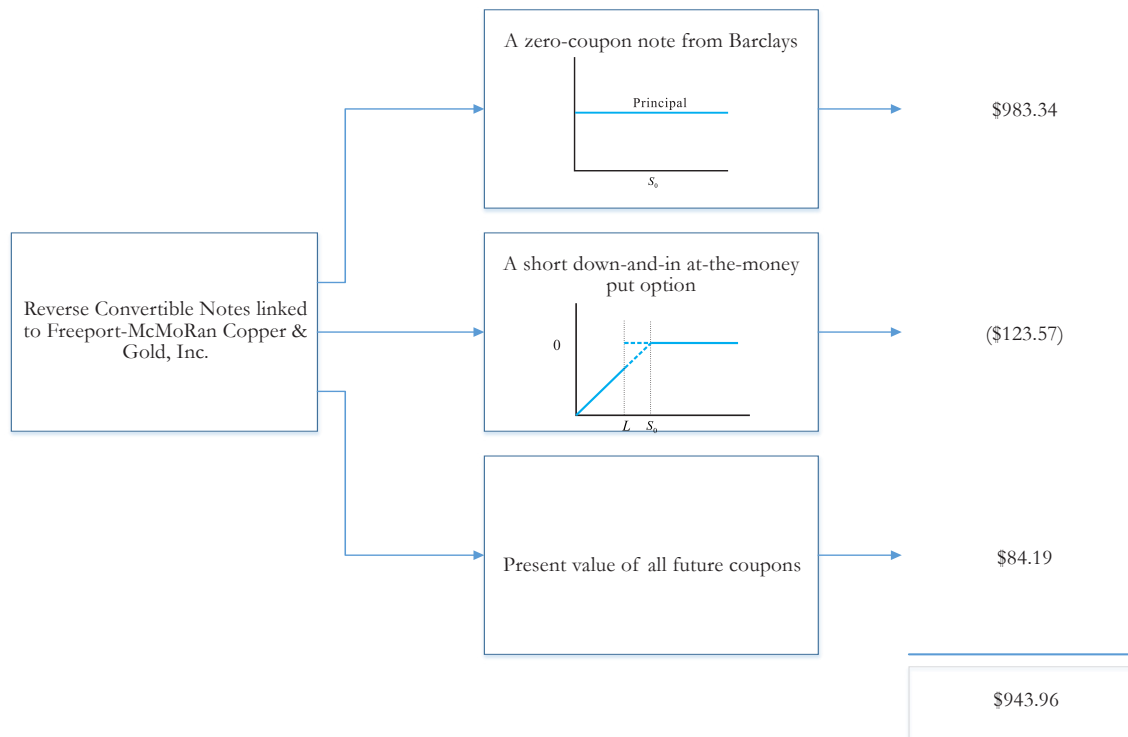 A zero-coupon note from Barclays
Principal
S₀
$983.34
Reverse Convertible Notes linked
to Freeport-McMoRan Copper &
Gold, Inc.
A short down-and-in at-the-money
put option
0
L S₀
($123.57)
Present value of all future coupons
$84.19
$943.96